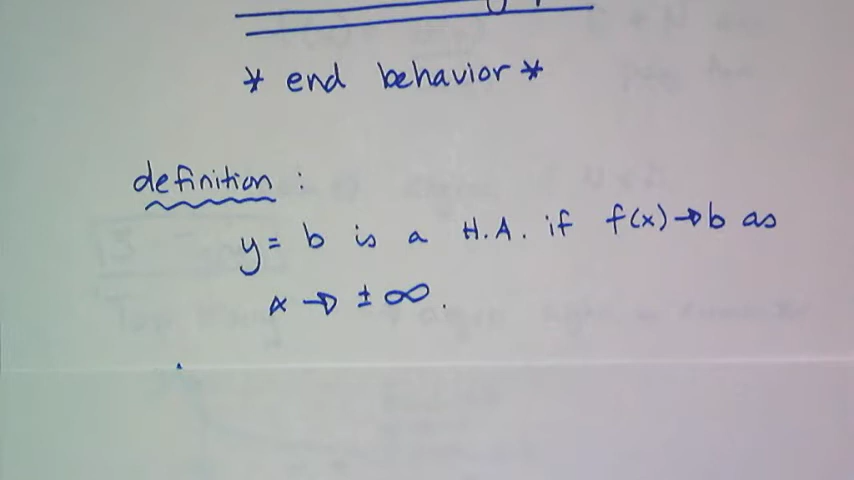 * end behavior *
definition :
y = b is a H.A. if f(x) → b as
x → ± ∞.